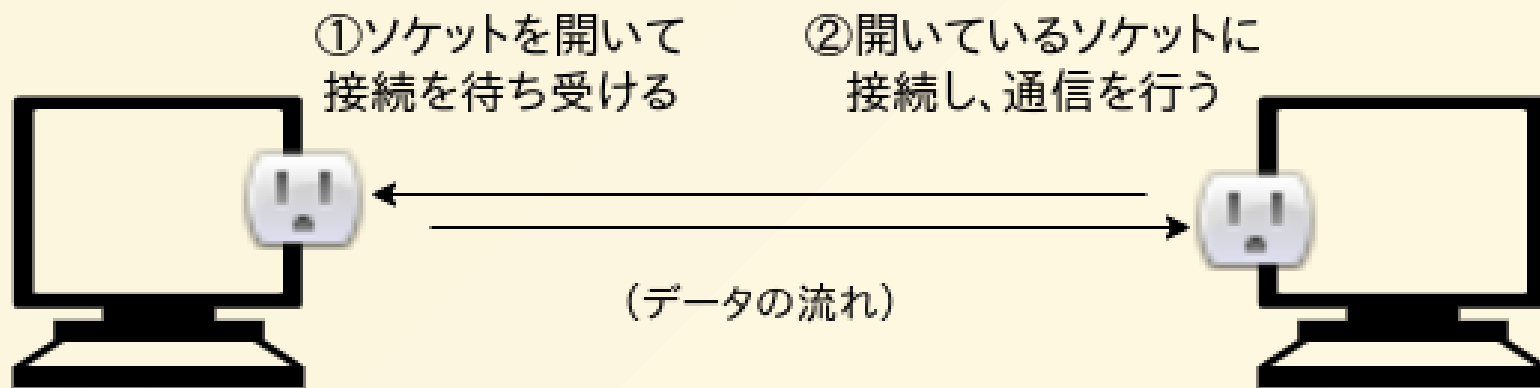 ①ソケットを開いて
接続を待ち受ける
②開いているソケットに
接続し、通信を行う
(データの流れ)